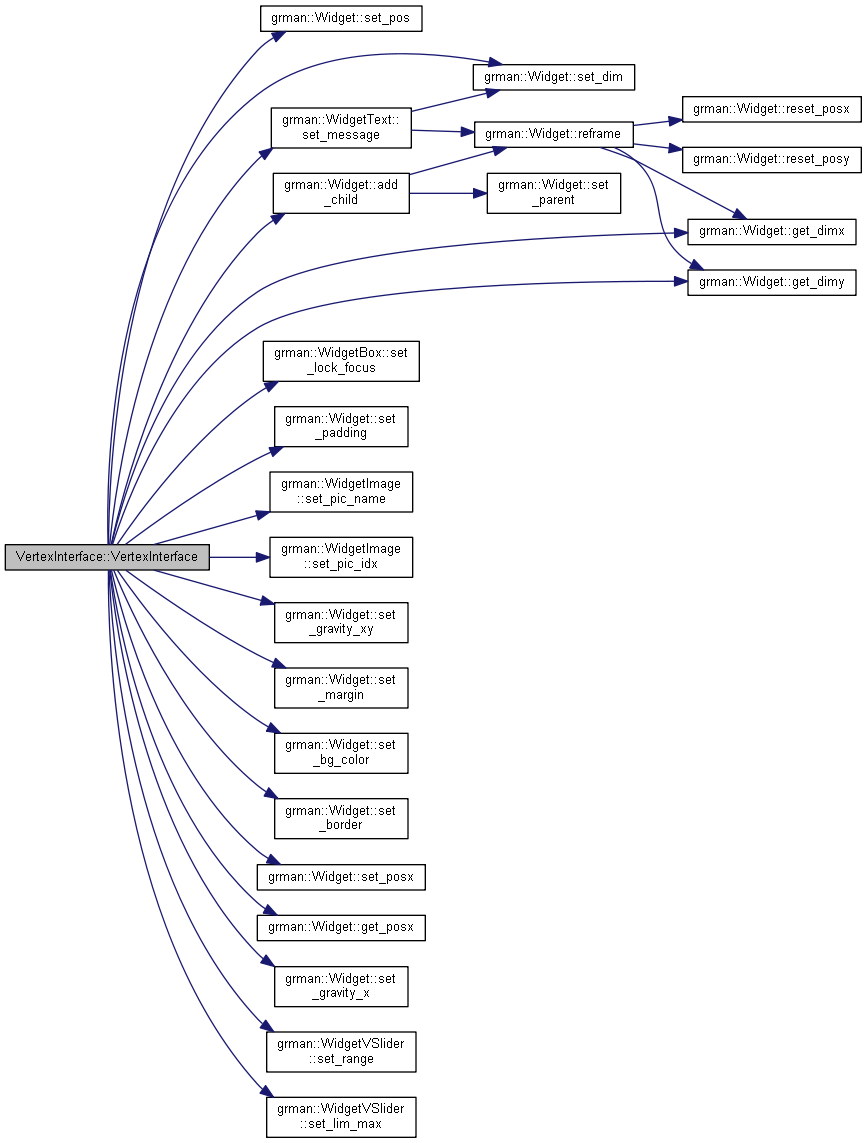 grman::Widget::set_pos
grman::Widget::set_dim
grman::WidgetText::
set_message
grman::Widget::reframe
grman::Widget::reset_posx
grman::Widget::reset_posy
grman::Widget::add
_child
grman::Widget::set
_parent
grman::Widget::get_dimx
grman::Widget::get_dimy
grman::WidgetBox::set
_lock_focus
grman::Widget::set
_padding
grman::WidgetImage
::set_pic_name
VertexInterface::VertexInterface
grman::WidgetImage
::set_pic_idx
grman::Widget::set
_gravity_xy
grman::Widget::set
_margin
grman::Widget::set
_bg_color
grman::Widget::set
_border
grman::Widget::set_posx
grman::Widget::get_posx
grman::Widget::set
_gravity_x
grman::WidgetVSlider
::set_range
grman::WidgetVSlider
::set_lim_max